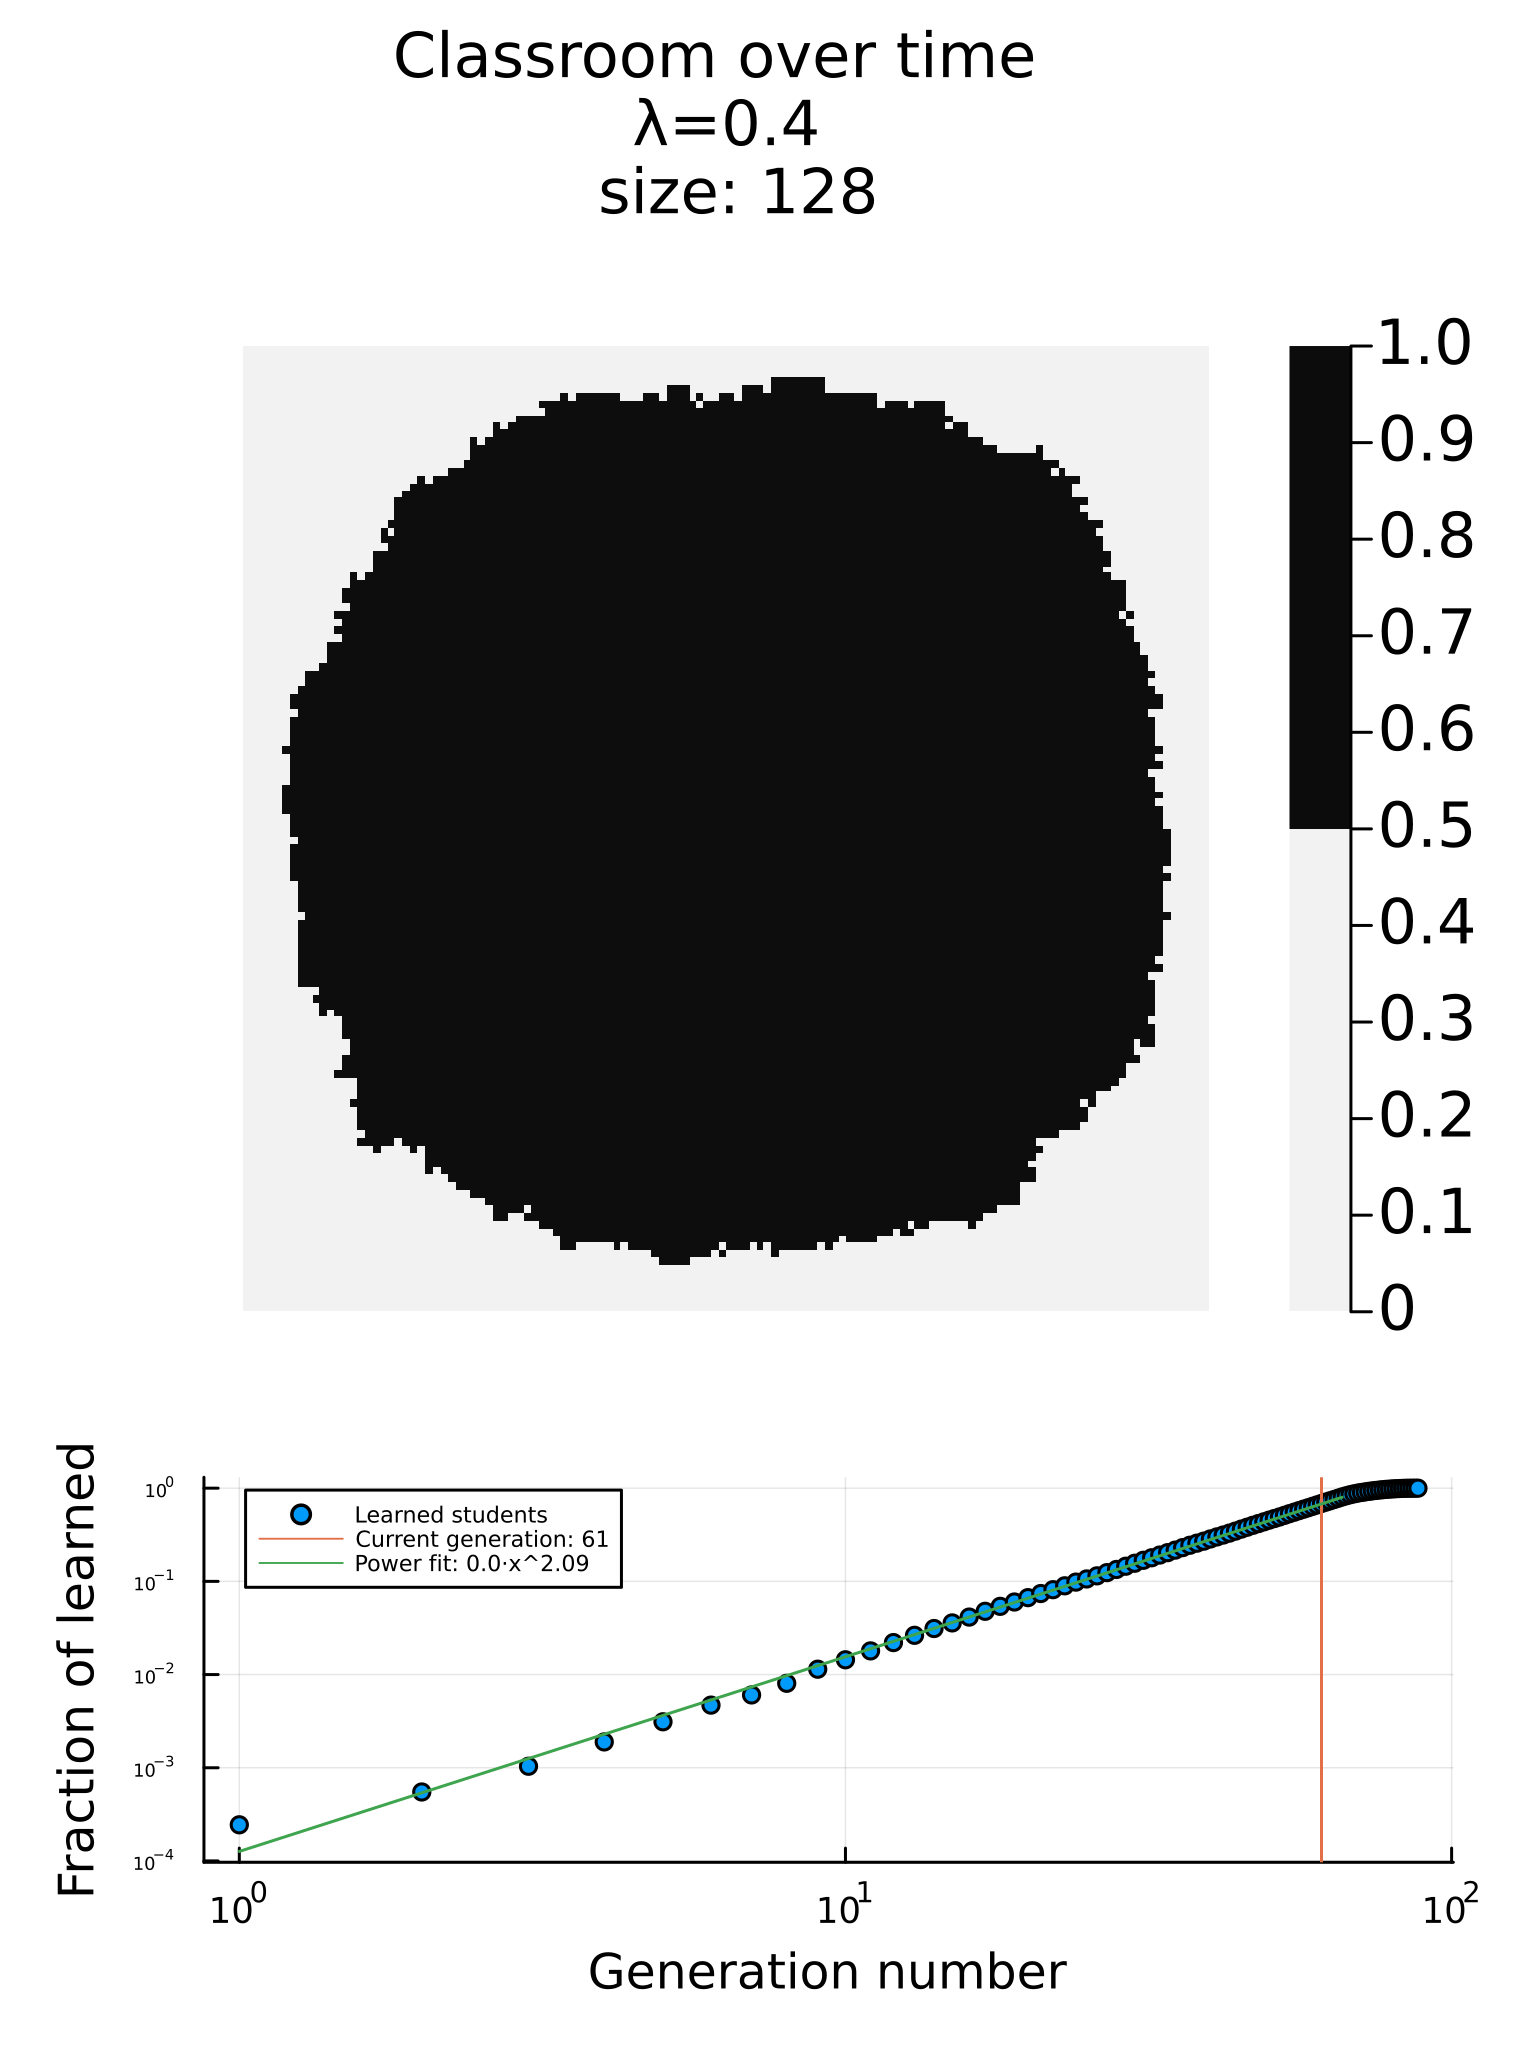 Classroom over time
λ=0.4
size: 128
1.0
0.9
0.8
0.7
0.6
0.5
0.4
0.3
0.2
0.1
0
Fraction of learned
10^0
10^-1
10^-2
10^-3
10^-4
Learned students
Current generation: 61
Power fit: 0.0·x^2.09
10^0 10^1 10^2
Generation number